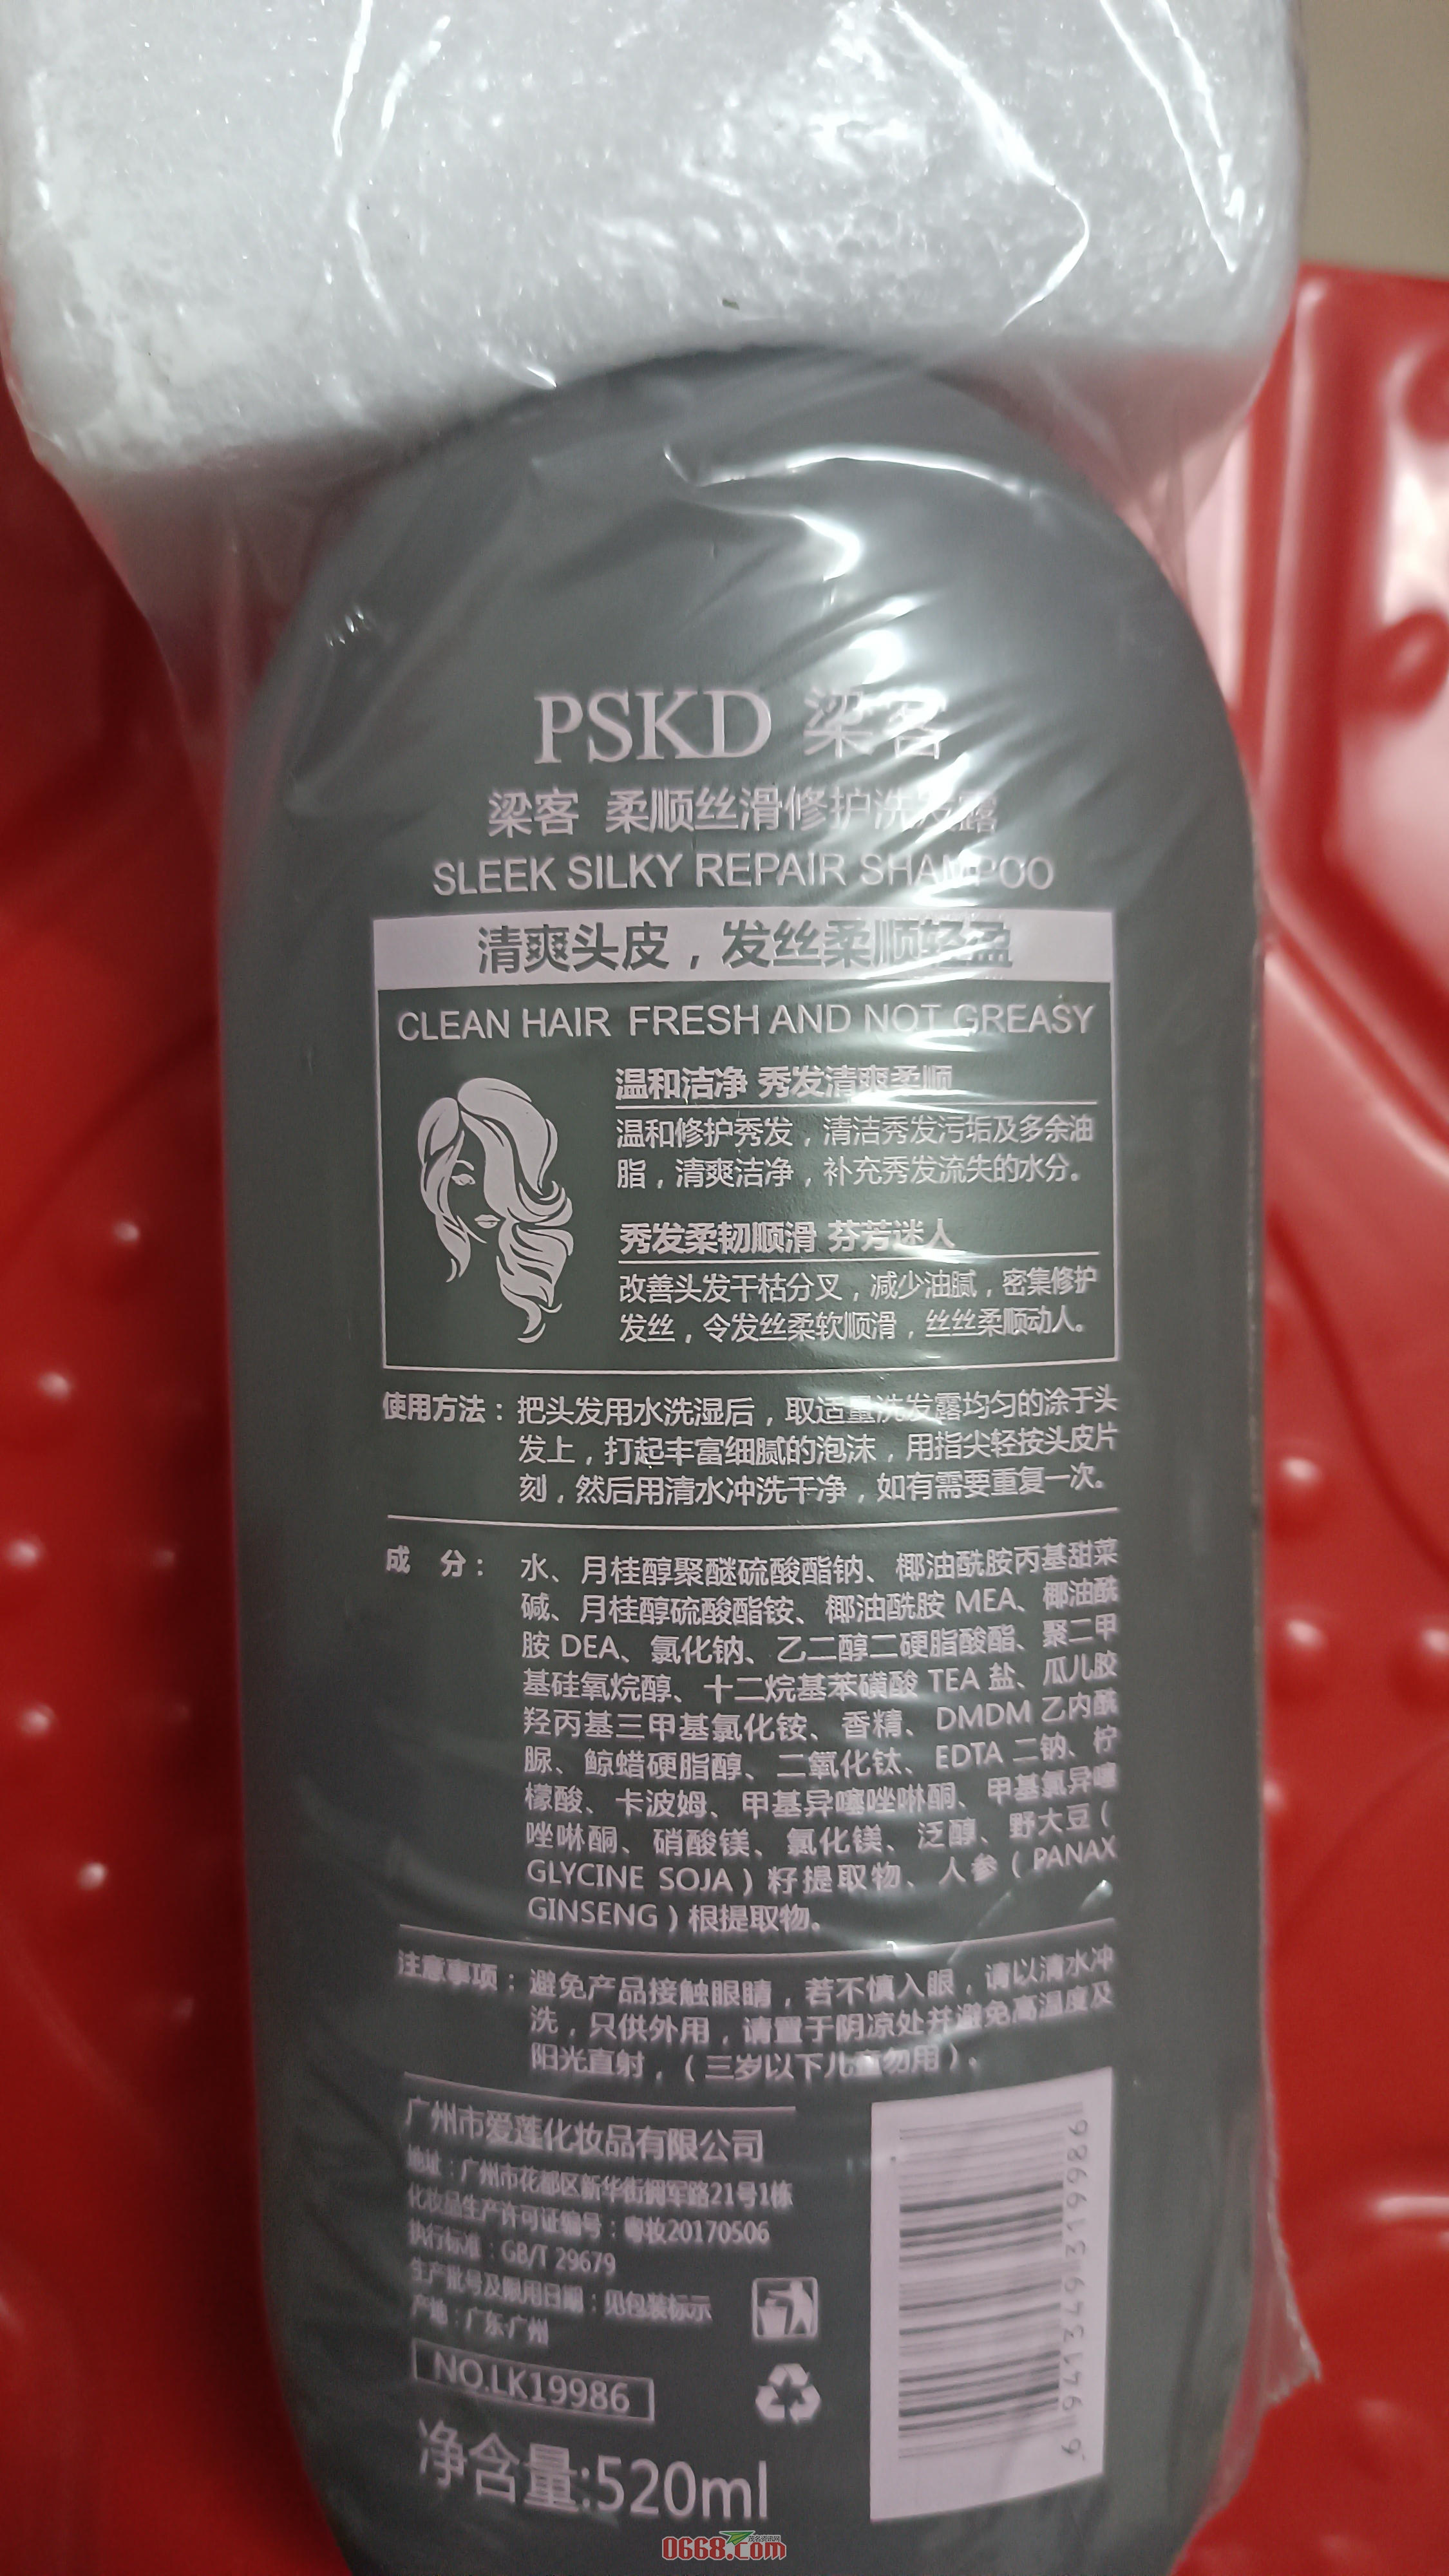 PSKD 梁客
梁客 柔顺丝滑修护洗发露
SLEEK SILKY REPAIR SHAMPOO
清爽头皮，发丝柔顺轻盈
CLEAN HAIR FRESH AND NOT GREASY
温和洁净 秀发清爽柔顺
温和修护秀发，清洁秀发污垢及多余油
脂，清爽洁净，补充秀发流失的水分。
秀发柔韧顺滑 芬芳迷人
改善头发干枯分叉，减少油腻，密集修护
发丝，令发丝柔软顺滑，丝丝柔顺动人。
使用方法：把头发用水洗湿后，取适量洗发露均匀的涂于头
发上，打起丰富细腻的泡沫，用指尖轻按头皮片
刻，然后用清水冲洗干净，如有需要重复一次。
成 分：水、月桂醇聚醚硫酸酯钠、椰油酰胺丙基甜菜
碱、月桂醇硫酸酯铵、椰油酰胺 MEA、椰油酰
胺 DEA、氯化钠、乙二醇二硬脂酸酯、聚二甲
基硅氧烷醇、十二烷基苯磺酸 TEA 盐、瓜儿胶
羟丙基三甲基氯化铵、香精、DMDM 乙内酰
脲、鲸蜡硬脂醇、二氧化钛、EDTA 二钠、柠
檬酸、卡波姆、甲基异噻唑啉酮、甲基氯异噻
唑啉酮、硝酸镁、氯化镁、泛醇、野大豆（
GLYCINE SOJA）籽提取物、人参（PANAX
GINSENG）根提取物。
注意事项：避免产品接触眼睛，若不慎入眼，请以清水冲
洗，只供外用，请置于阴凉处并避免高温度及
阳光直射，（三岁以下儿童勿用）。
广州市爱莲化妆品有限公司
地址：广州市花都区新华街拥军路21号1栋
化妆品生产许可证编号：粤妆20170506
执行标准：GB/T 29679
生产批号及限用日期：见包装标示
产地：广东·广州
NO.LK19986
净含量:520ml
6941349319986
0668.com
茂名资讯网